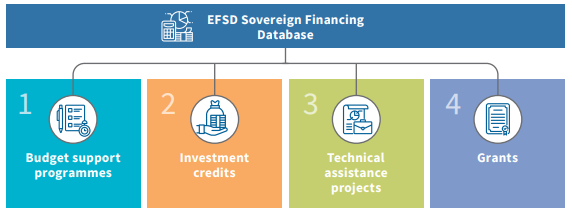 EFSD Sovereign Financing
Database
1
Budget support
programmes
2
Investment
credits
3
Technical
assistance
projects
4
Grants